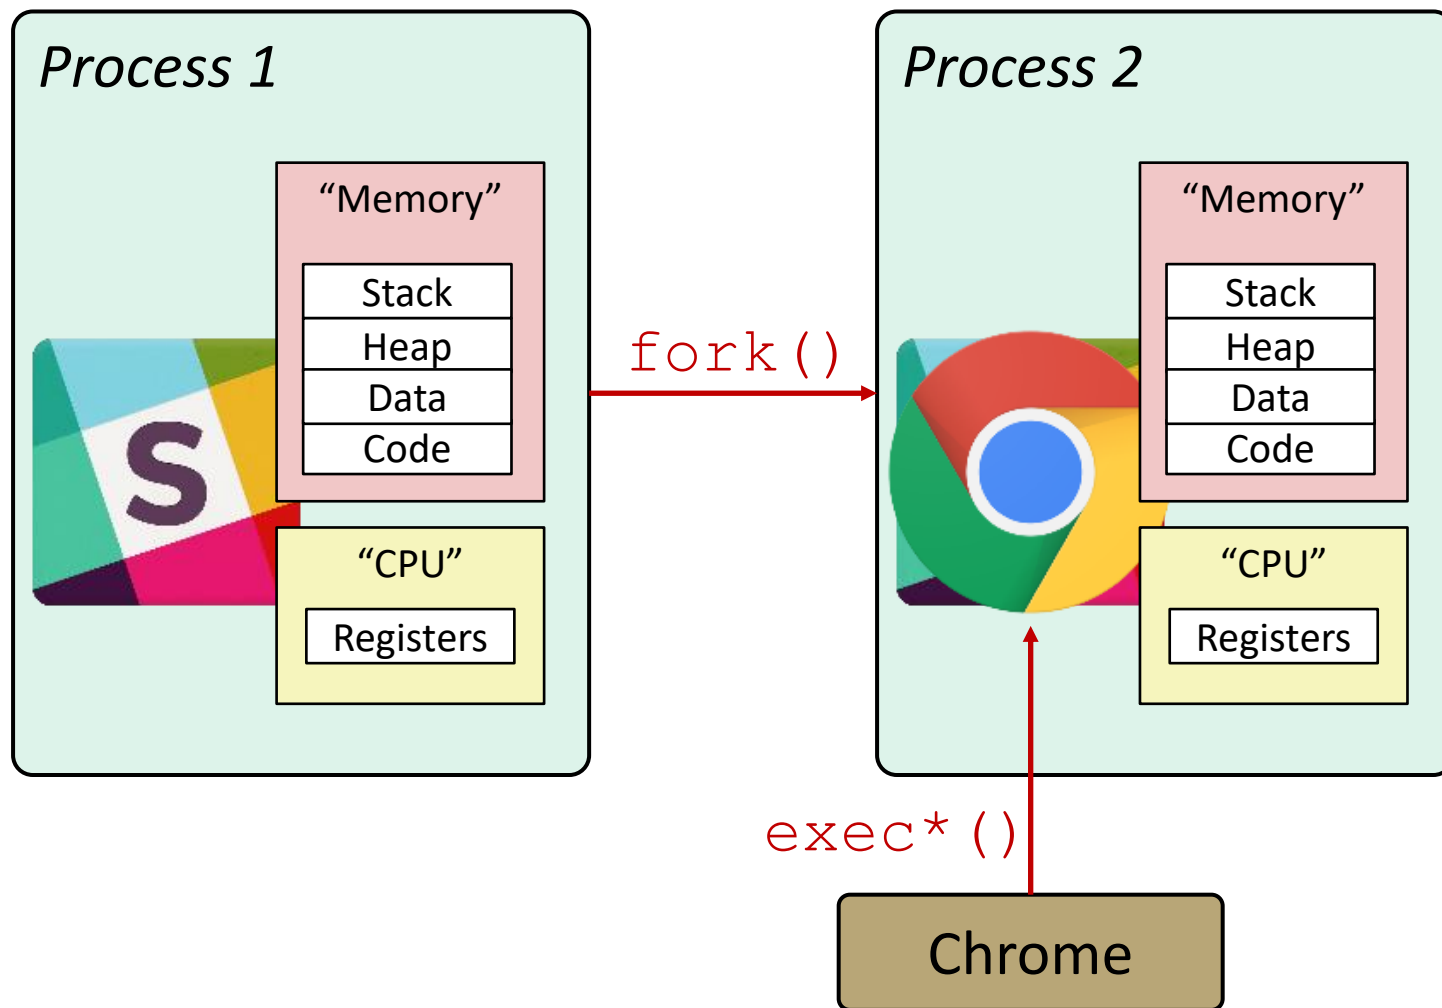 Process 1
“Memory”
Stack
Heap
Data
Code
S
“CPU”
Registers
fork()
Process 2
“Memory”
Stack
Heap
Data
Code
“CPU”
Registers
exec*()
Chrome